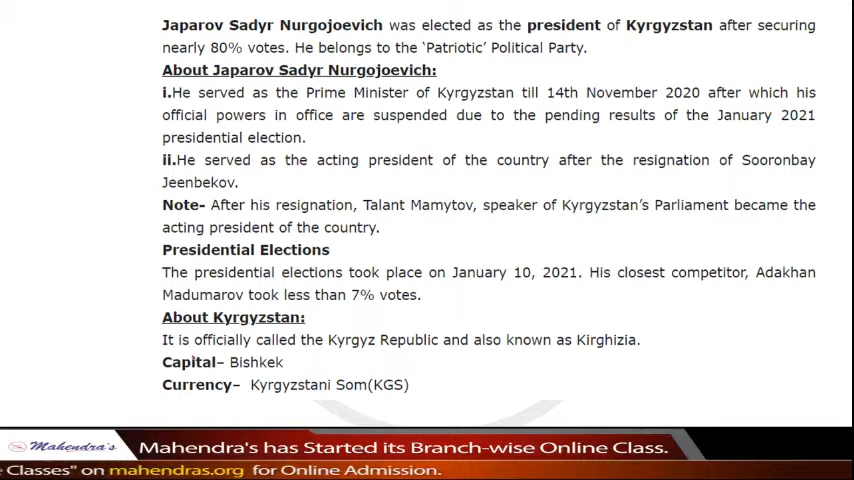 Japarov Sadyr Nurgojoevich was elected as the president of Kyrgyzstan after securing
nearly 80% votes. He belongs to the ‘Patriotic’ Political Party.
About Japarov Sadyr Nurgojoevich:
i.He served as the Prime Minister of Kyrgyzstan till 14th November 2020 after which his
official powers in office are suspended due to the pending results of the January 2021
presidential election.
ii.He served as the acting president of the country after the resignation of Sooronbay
Jeenbekov.
Note- After his resignation, Talant Mamytov, speaker of Kyrgyzstan’s Parliament became the
acting president of the country.
Presidential Elections
The presidential elections took place on January 10, 2021. His closest competitor, Adakhan
Madumarov took less than 7% votes.
About Kyrgyzstan:
It is officially called the Kyrgyz Republic and also known as Kirghizia.
Capital– Bishkek
Currency– Kyrgyzstani Som(KGS)
Mahendra's Mahendra's has Started its Branch-wise Online Class.
e Classes" on mahendras.org for Online Admission.